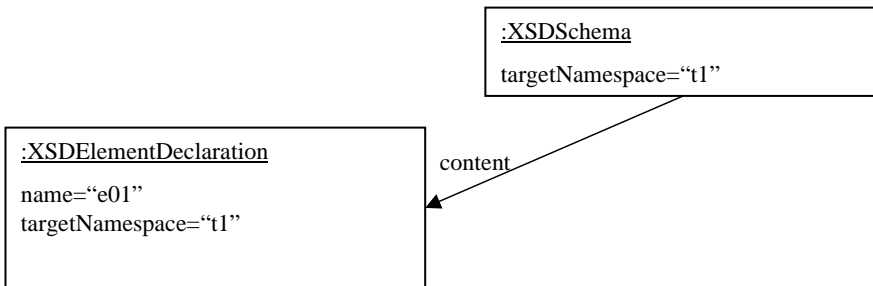 :XSDSchema
targetNamespace=“t1”
:XSDElementDeclaration
content
name=“e01”
targetNamespace=“t1”